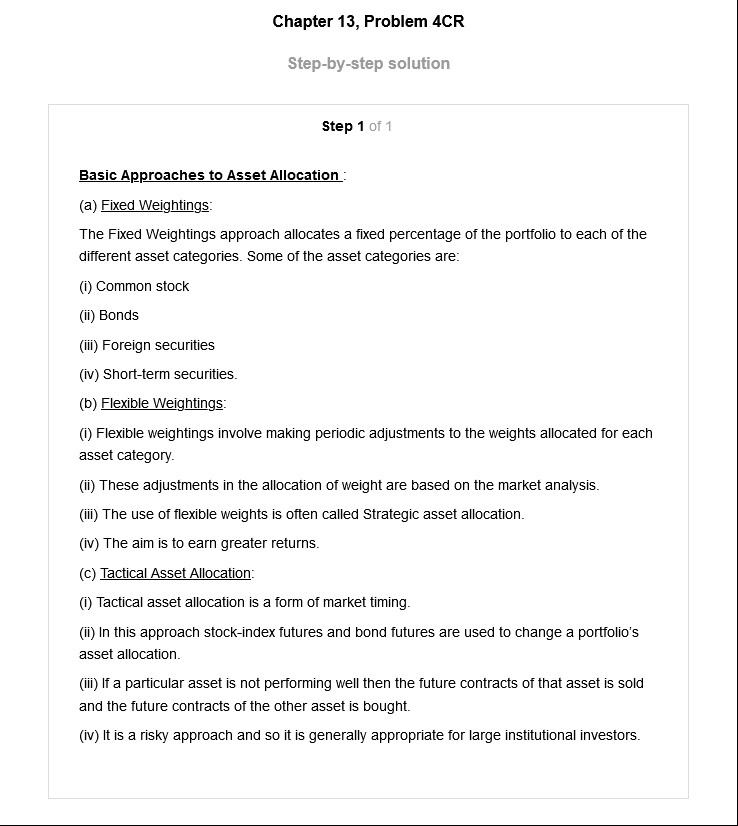 Chapter 13, Problem 4CR
Step-by-step solution
Step 1 of 1
Basic Approaches to Asset Allocation :
(a) Fixed Weightings:
The Fixed Weightings approach allocates a fixed percentage of the portfolio to each of the
different asset categories. Some of the asset categories are:
(i) Common stock
(ii) Bonds
(iii) Foreign securities
(iv) Short-term securities.
(b) Flexible Weightings:
(i) Flexible weightings involve making periodic adjustments to the weights allocated for each
asset category.
(ii) These adjustments in the allocation of weight are based on the market analysis.
(iii) The use of flexible weights is often called Strategic asset allocation.
(iv) The aim is to earn greater returns.
(c) Tactical Asset Allocation:
(i) Tactical asset allocation is a form of market timing.
(ii) In this approach stock-index futures and bond futures are used to change a portfolio’s
asset allocation.
(iii) If a particular asset is not performing well then the future contracts of that asset is sold
and the future contracts of the other asset is bought.
(iv) It is a risky approach and so it is generally appropriate for large institutional investors.